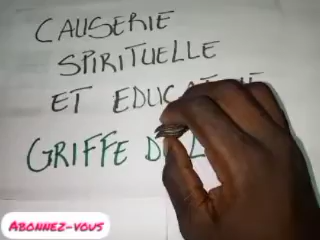 CAUSERIE
SPIRITUELLE
ET
GRIFFE
ABONNEZ-VOUS